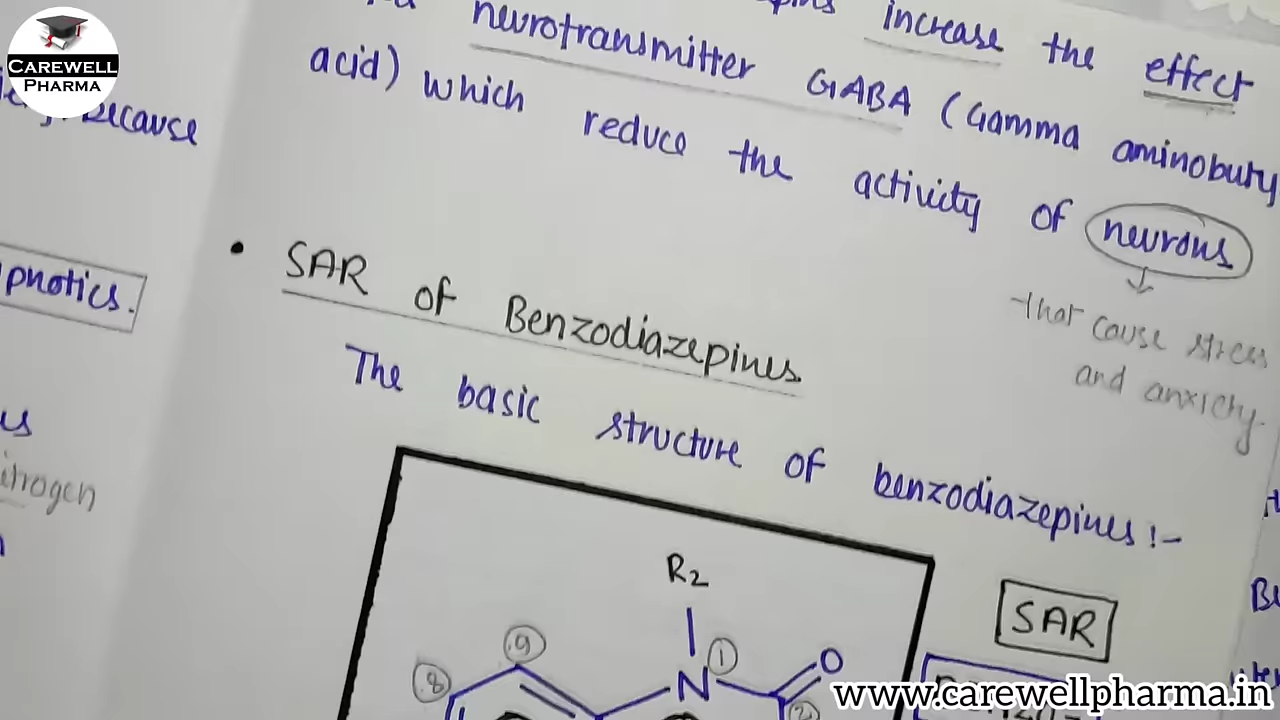 CAREWELL
PHARMA
increase the effect
neurotransmitter GABA (Gamma aminobuty
acid) which reduce the activity of neurons
that cause stress
and anxiety.
because
pnotics.
itrogen
• SAR of Benzodiazepines
The basic structure of benzodiazepines :-
R2
SAR
9
1
8
N
O
2
www.carewellpharma.in